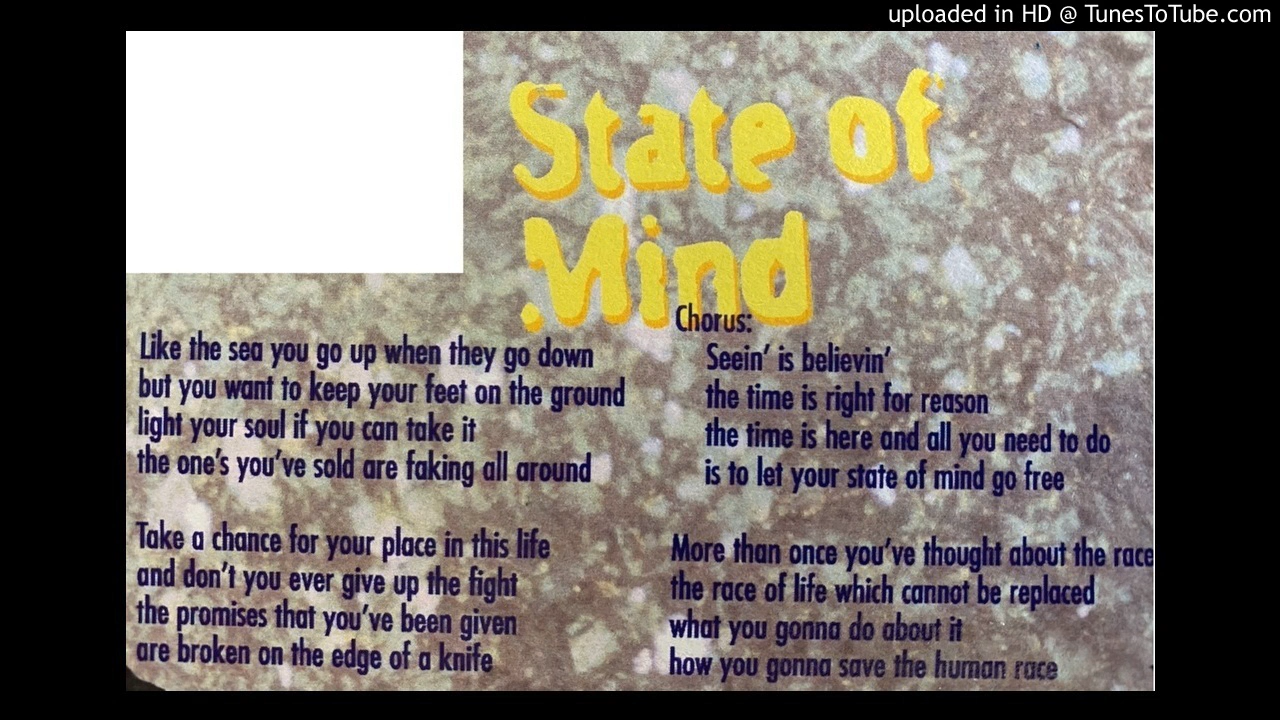 uploaded in HD @ TunesToTube.com
State of
Mind
Like the sea you go up when they go down
but you want to keep your feet on the ground
light your soul if you can take it
the one's you've sold are faking all around
Take a chance for your place in this life
and don't you ever give up the fight
the promises that you've been given
are broken on the edge of a knife
Chorus:
Seein' is believin'
the time is right for reason
the time is here and all you need to do
is to let your state of mind go free
More than once you've thought about the race
the race of life which cannot be replaced
what you gonna do about it
how you gonna save the human race